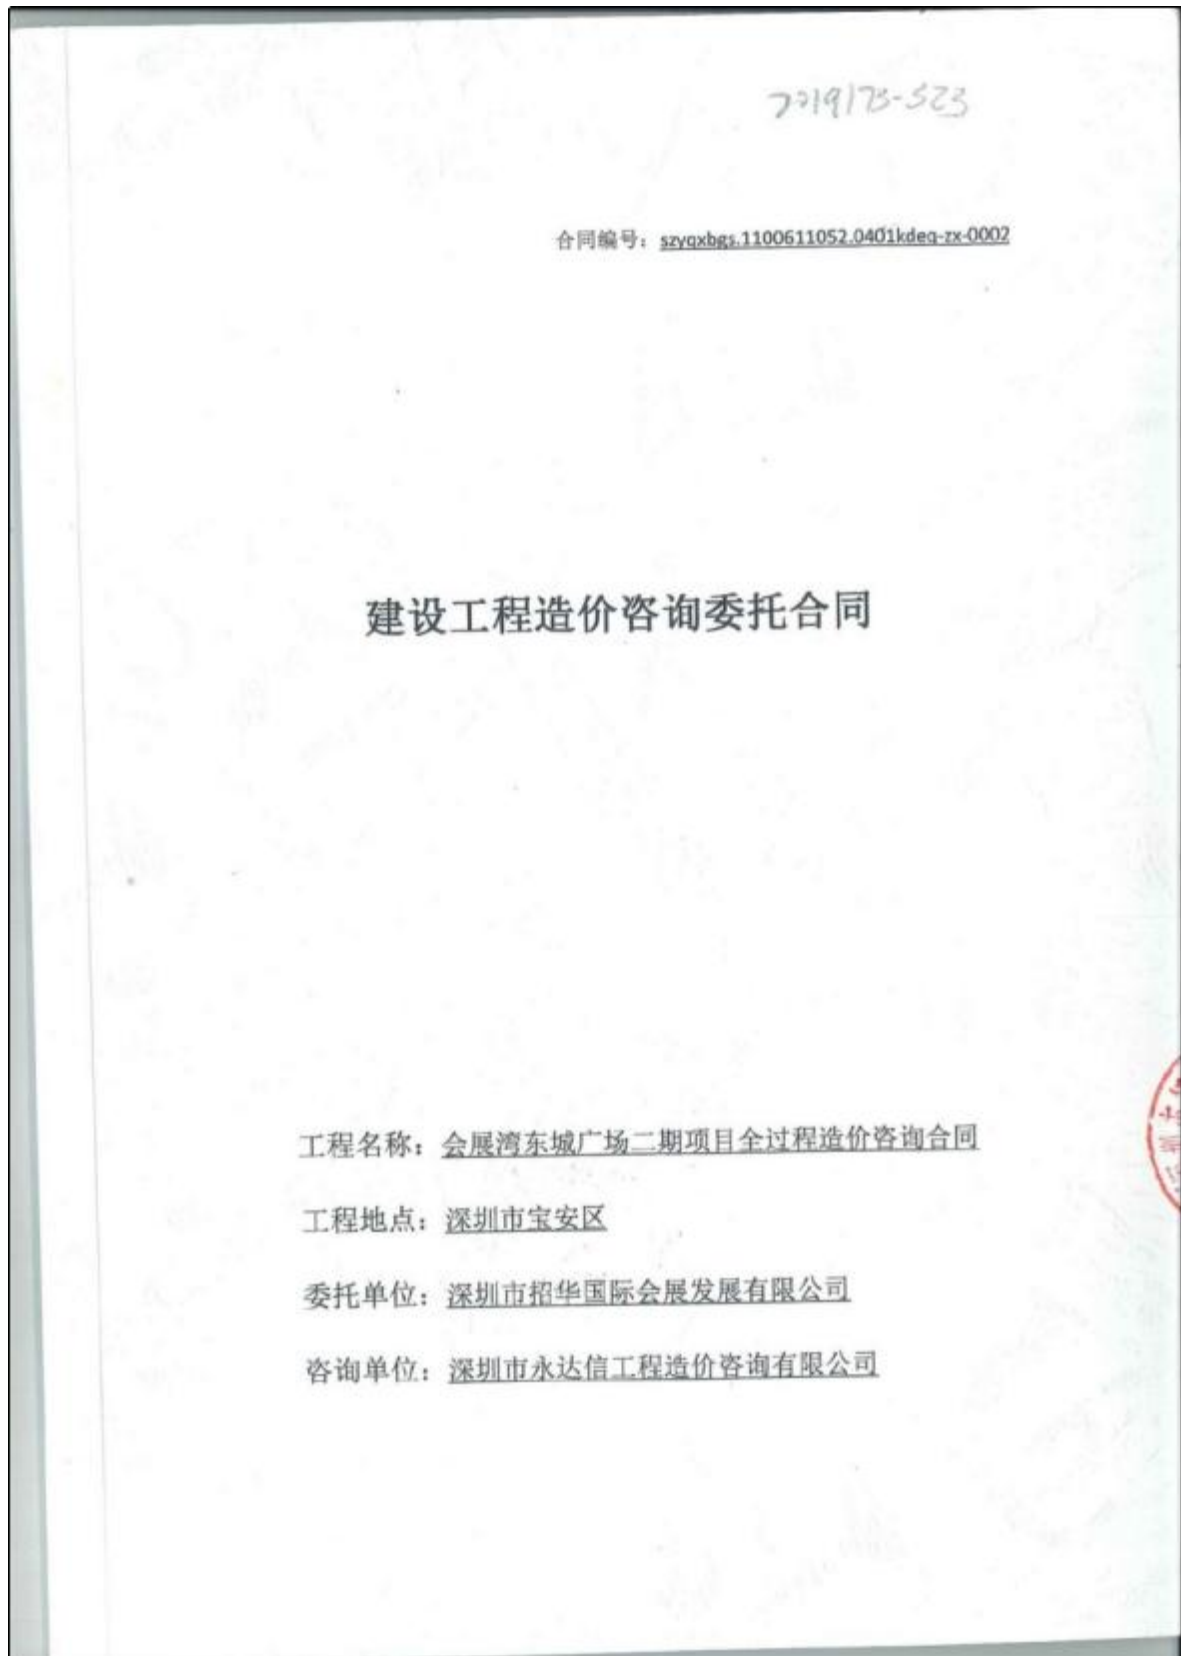 2019173-523
合同编号：szyqxbgs.1100611052.0401kdeq-zx-0002
建设工程造价咨询委托合同
工程名称：会展湾东城广场二期项目全过程造价咨询合同
工程地点：深圳市宝安区
委托单位：深圳市招华国际会展发展有限公司
咨询单位：深圳市永达信工程造价咨询有限公司